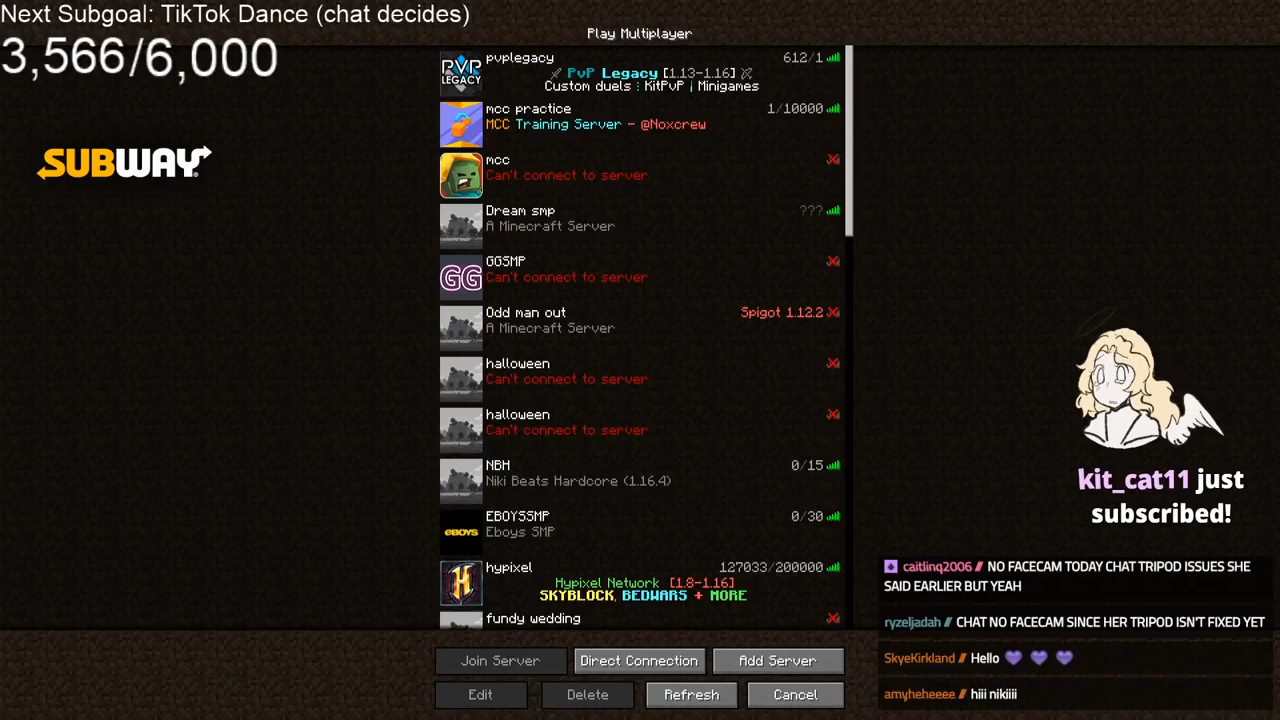 Next Subgoal: TikTok Dance (chat decides)
3,566/6,000
SUBWAY
Play Multiplayer
pvplegacy 612/1
PvP Legacy [1.13-1.16]
Custom duels : KitPvP | Minigames
PVP
LEGACY
mcc practice 1/10000
MCC Training Server - @Noxcrew
mcc
Can't connect to server
Dream smp ???
A Minecraft Server
GGSMP
Can't connect to server
GG
Odd man out Spigot 1.12.2
A Minecraft Server
halloween
Can't connect to server
halloween
Can't connect to server
NBH 0/15
Niki Beats Hardcore (1.16.4)
EBOYSSMP 0/30
Eboys SMP
eBOYS
hypixel 127033/200000
Hypixel Network [1.8-1.16]
SKYBLOCK, BEDWARS + MORE
fundy wedding
Join Server
Direct Connection
Add Server
Edit
Delete
Refresh
Cancel
kit_cat11 just
subscribed!
caitlinq2006 // NO FACECAM TODAY CHAT TRIPOD ISSUES SHE
SAID EARLIER BUT YEAH
ryzeljadah // CHAT NO FACECAM SINCE HER TRIPOD ISN'T FIXED YET
SkyeKirkland // Hello 💜 💜 💜
amyheheeee // hiii nikiiii